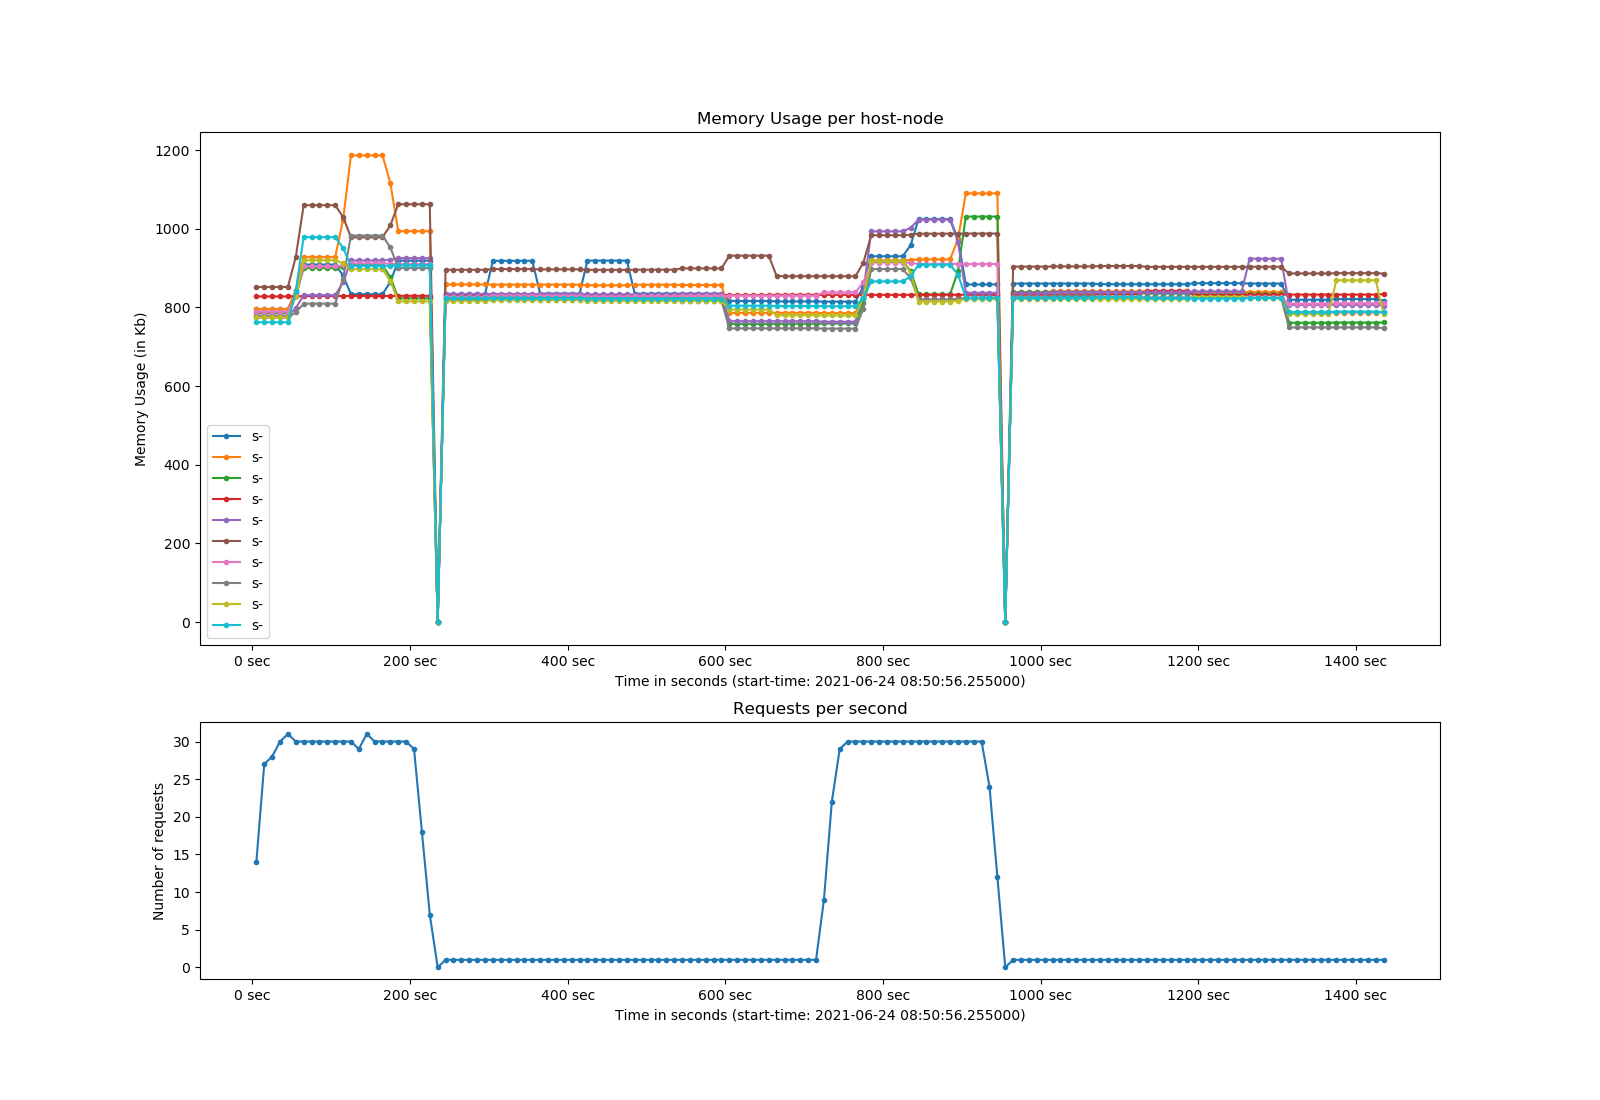 Memory Usage per host-node
Memory Usage (in Kb)
1200
1000
800
600
400
200
0
s-
s-
s-
s-
s-
s-
s-
s-
s-
s-
0 sec 200 sec 400 sec 600 sec 800 sec 1000 sec 1200 sec 1400 sec
Time in seconds (start-time: 2021-06-24 08:50:56.255000)
Requests per second
Number of requests
30
25
20
15
10
5
0
0 sec 200 sec 400 sec 600 sec 800 sec 1000 sec 1200 sec 1400 sec
Time in seconds (start-time: 2021-06-24 08:50:56.255000)